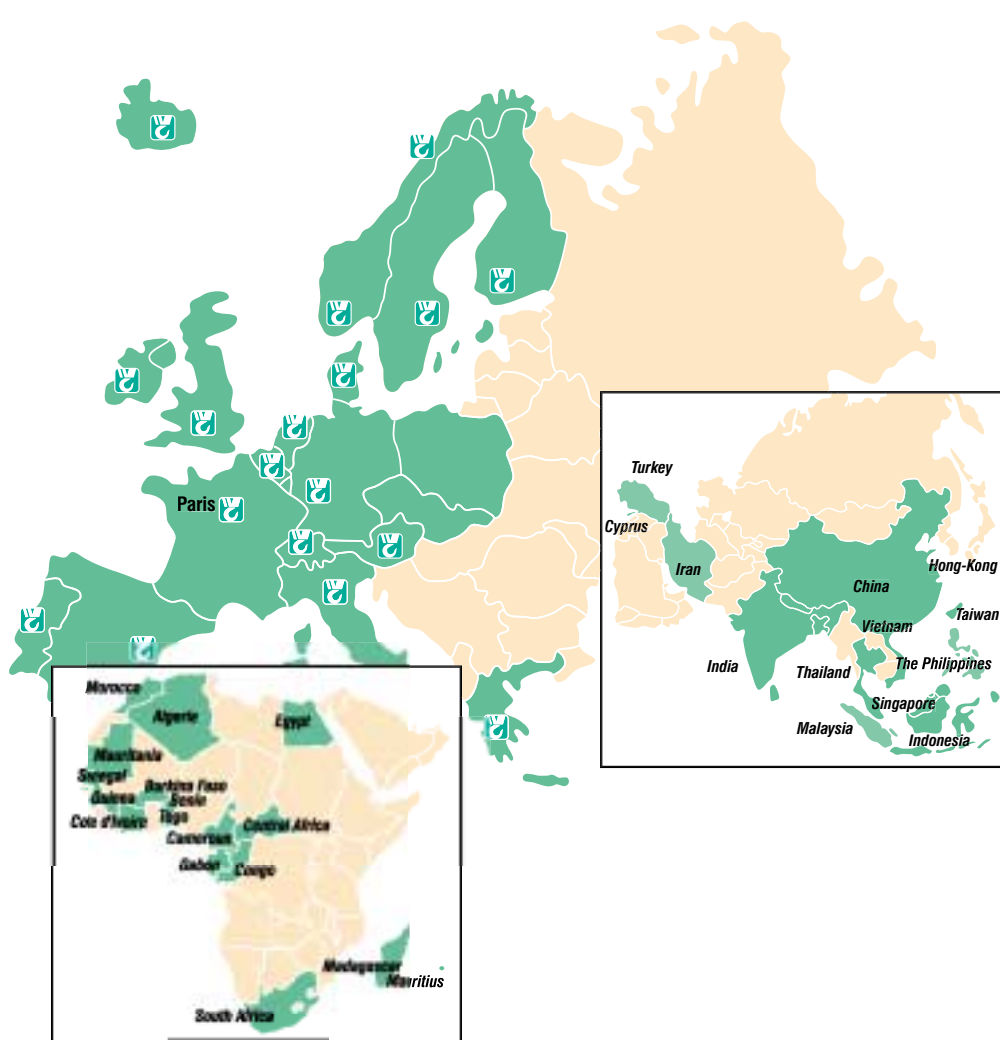 Paris
Turkey
Cyprus
Iran
China
Hong-Kong
Taiwan
Vietnam
India
Thailand
The Philippines
Singapore
Malaysia
Indonesia
Morocco
Algerie
Egypt
Mauritania
Senegal
Burkina Faso
Guinea
Benin
Cote d'Ivoire
Togo
Cameroun
Central Africa
Gabon
Congo
Madagascar
Mauritius
South Africa